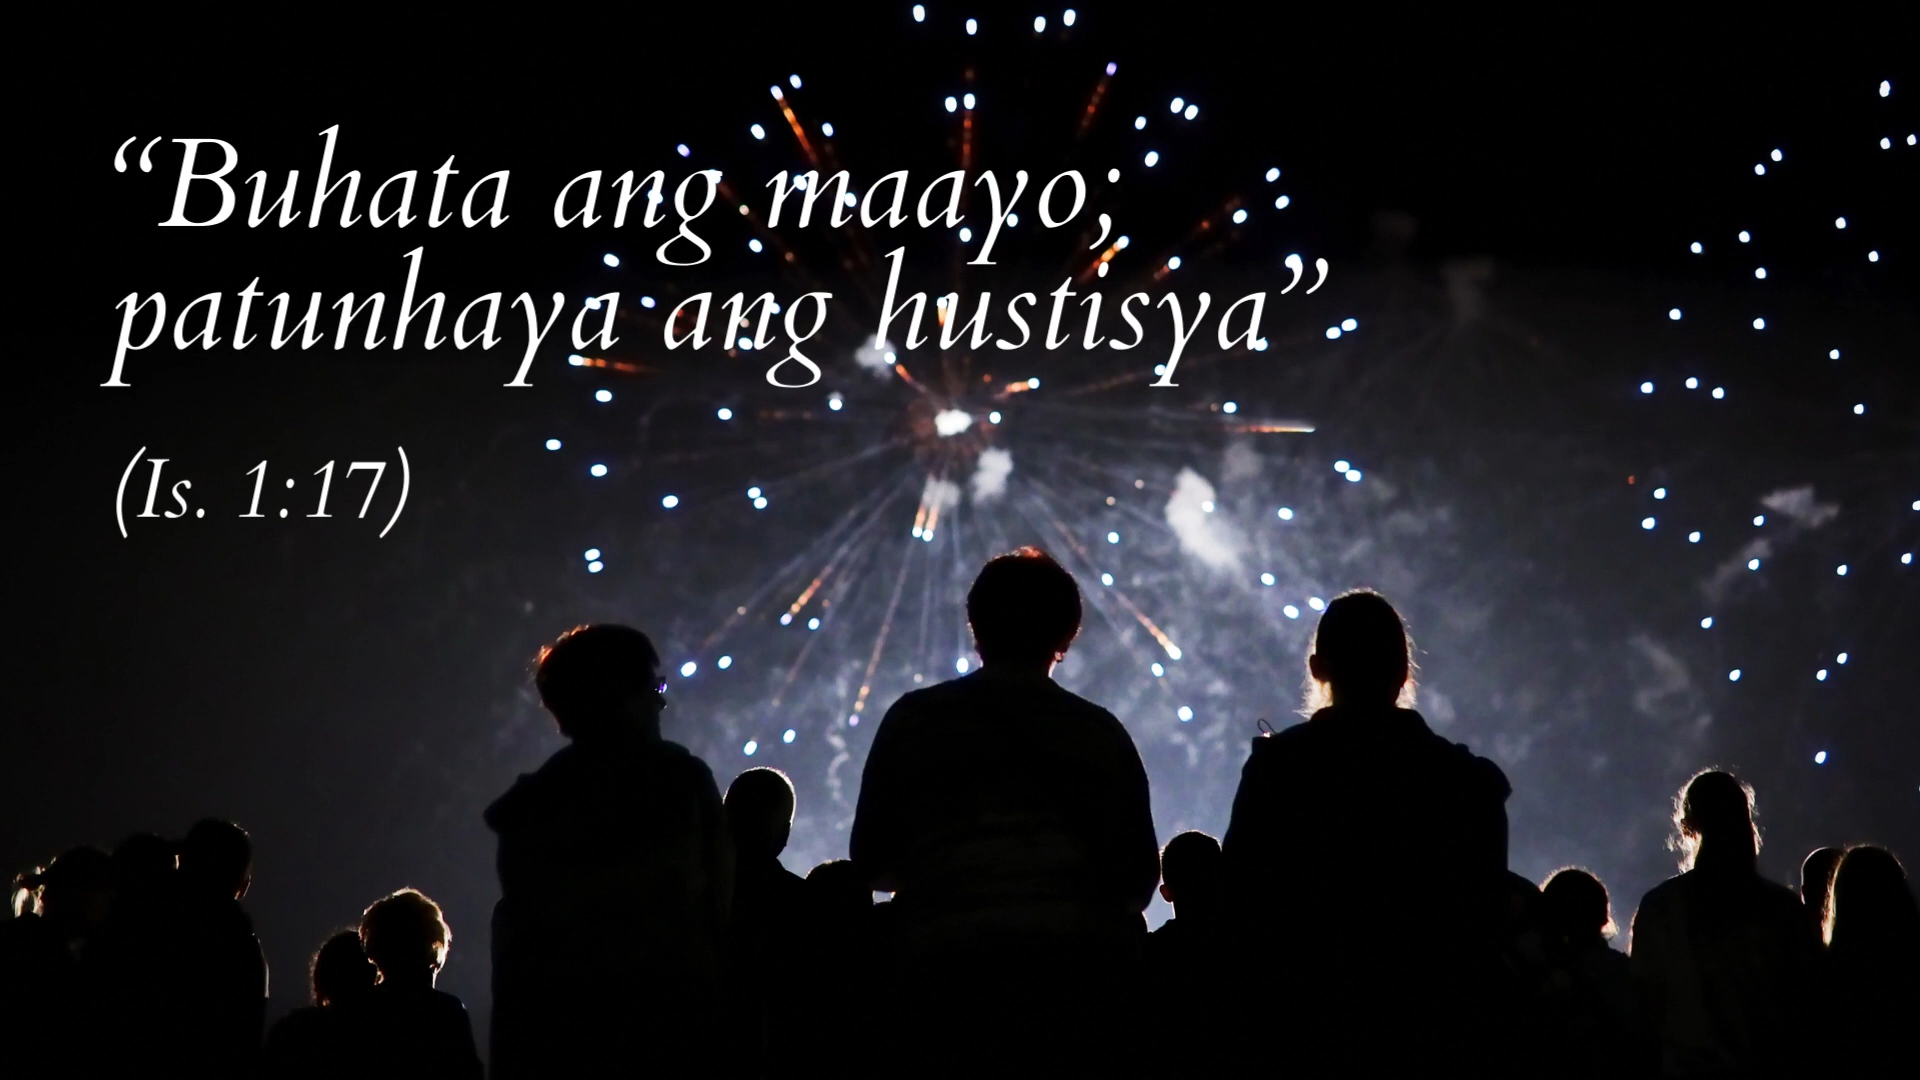 “Buhata ang maayo;
patunhaya ang hustisya”
(Is. 1:17)